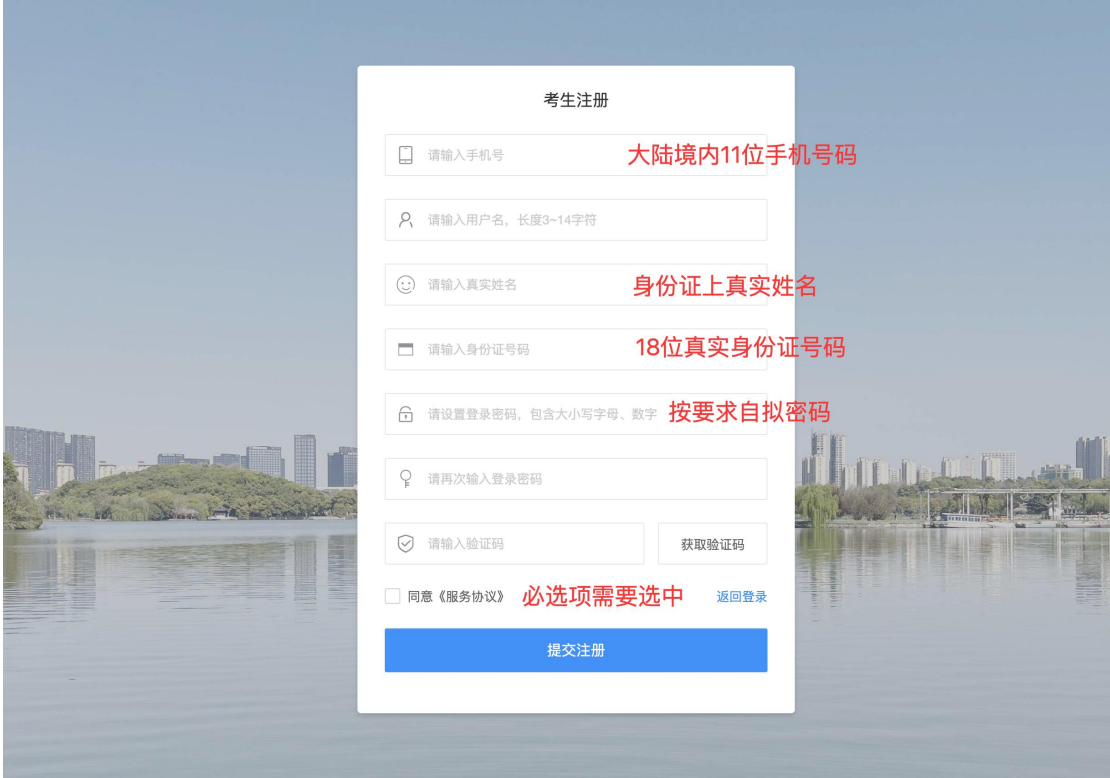 考生注册
请输入手机号 大陆境内11位手机号码
请输入用户名，长度3~14字符
请输入真实姓名 身份证上真实姓名
请输入身份证号码 18位真实身份证号码
请设置登录密码，包含大小写字母、数字 按要求自拟密码
请再次输入登录密码
请输入验证码 获取验证码
同意《服务协议》 必选项需要选中 返回登录
提交注册